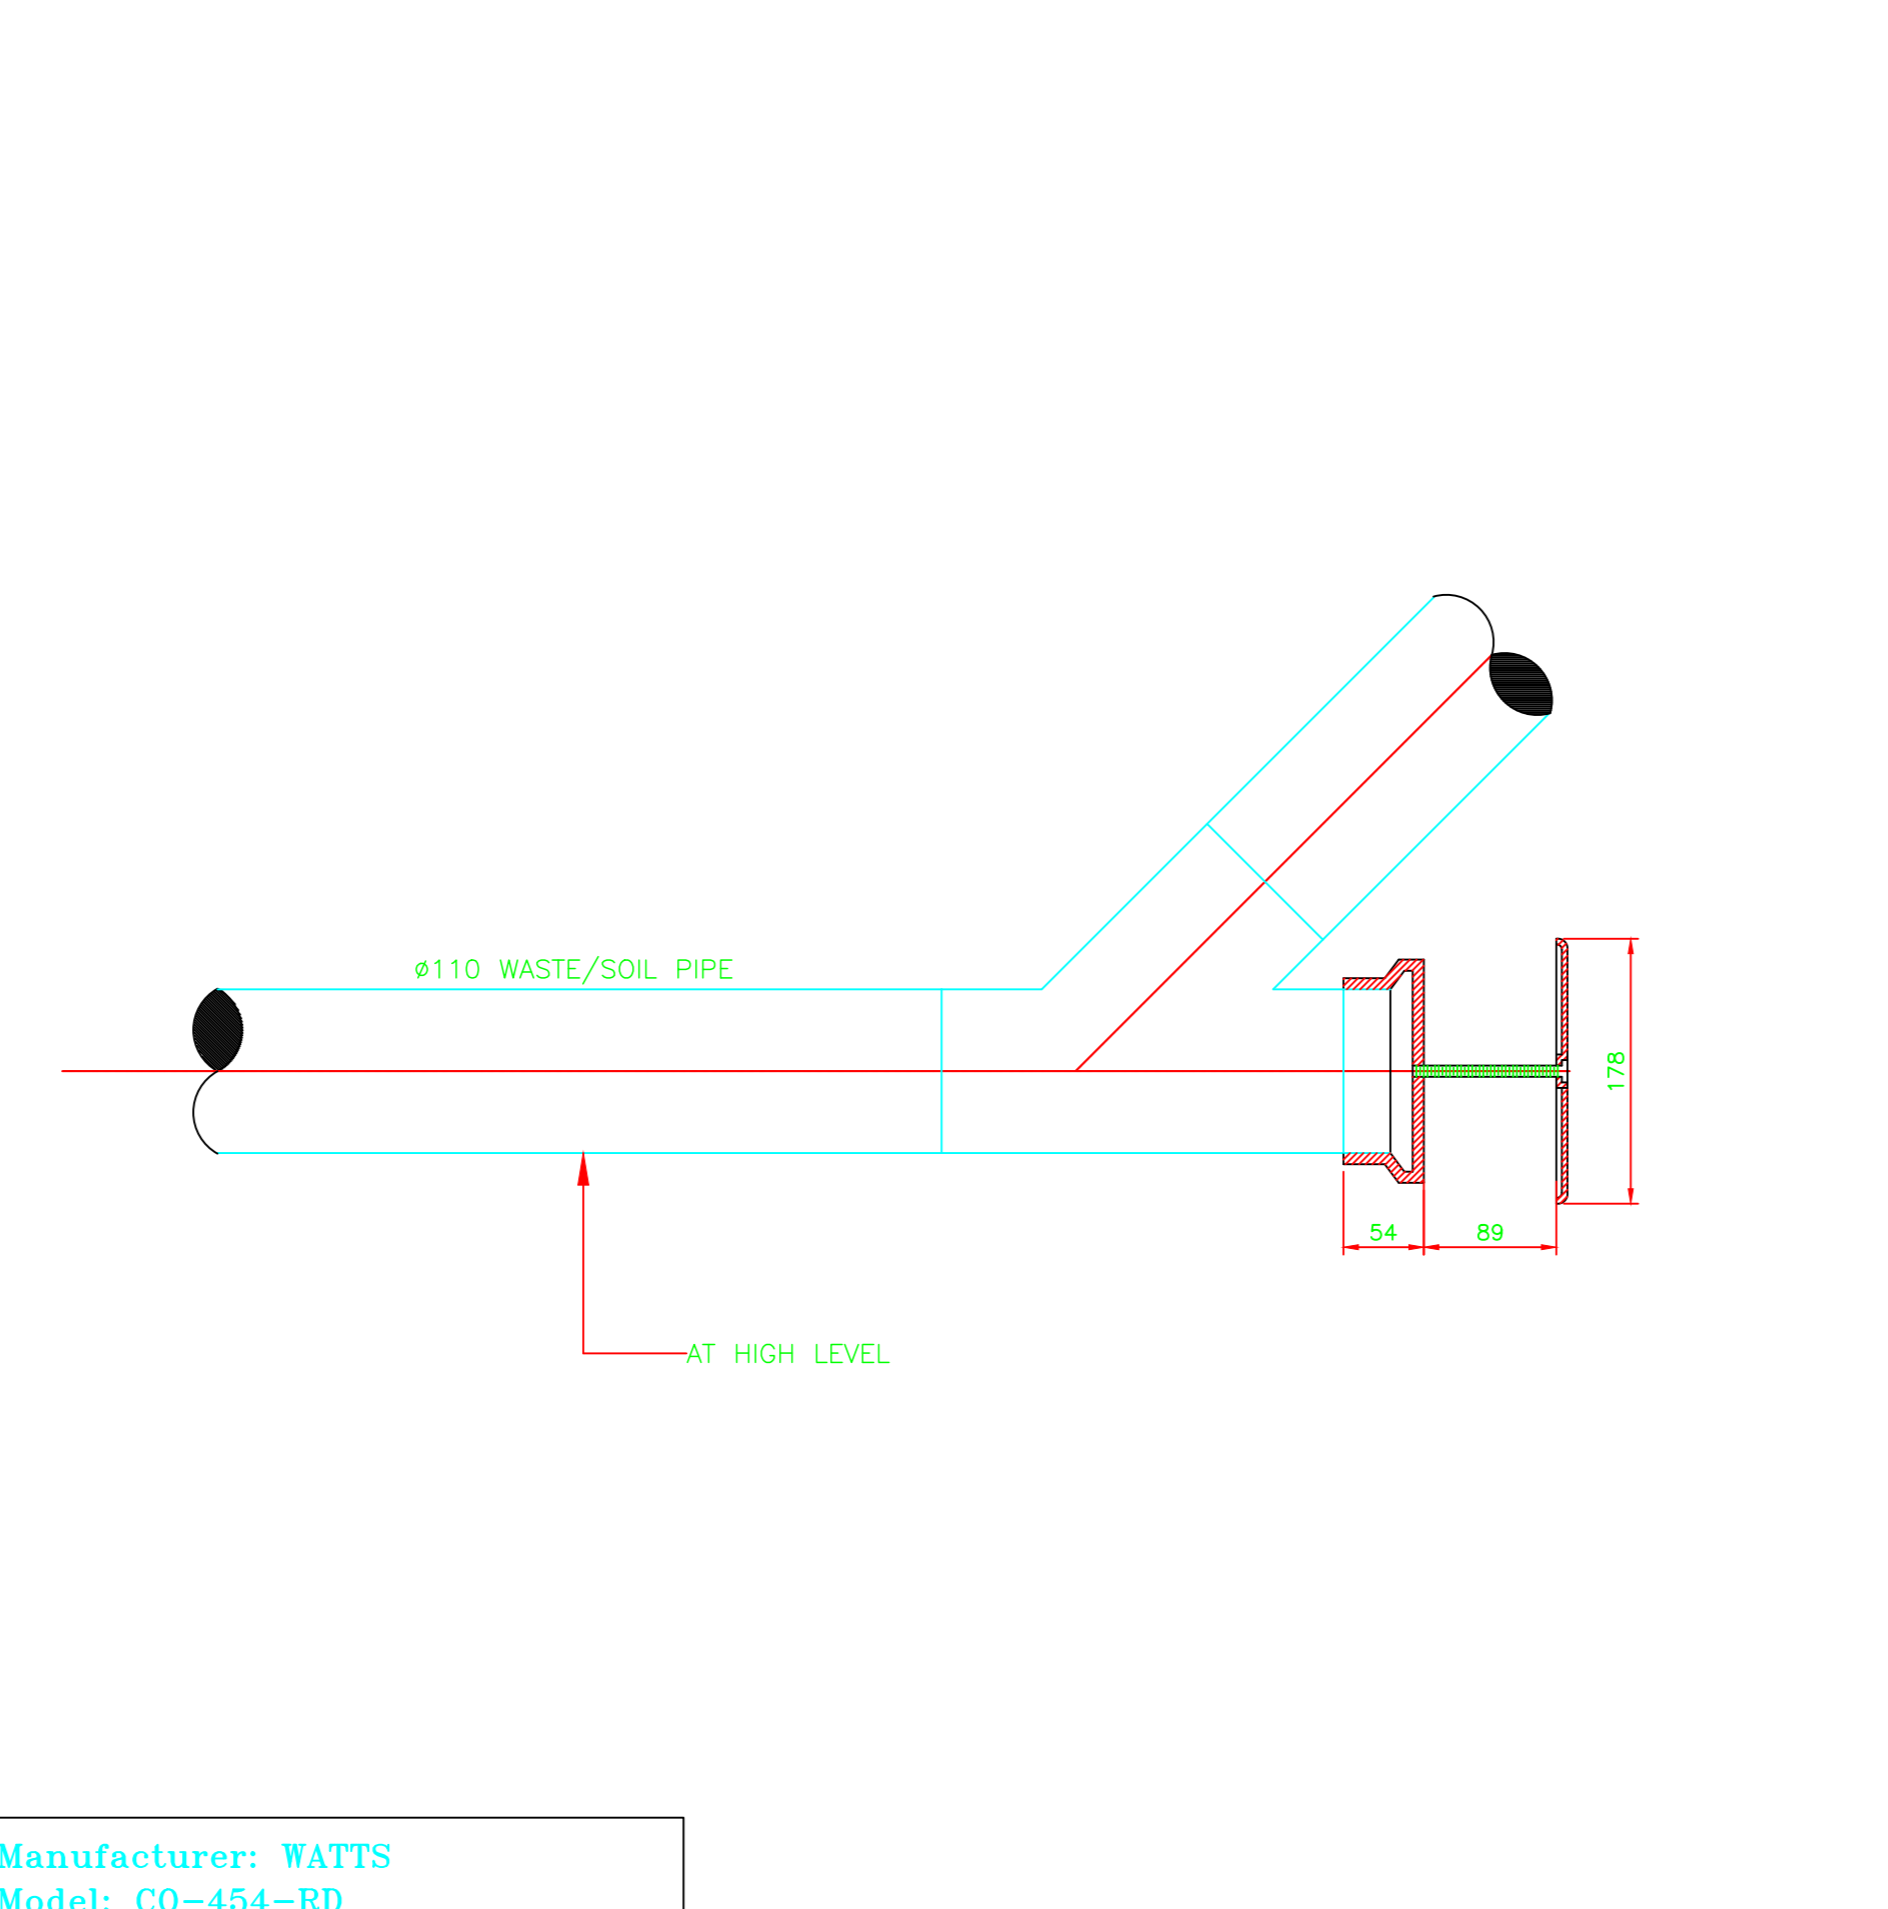 ø110 WASTE/SOIL PIPE
178
54
89
AT HIGH LEVEL
Manufacturer: WATTS
Model: CO-454-RD